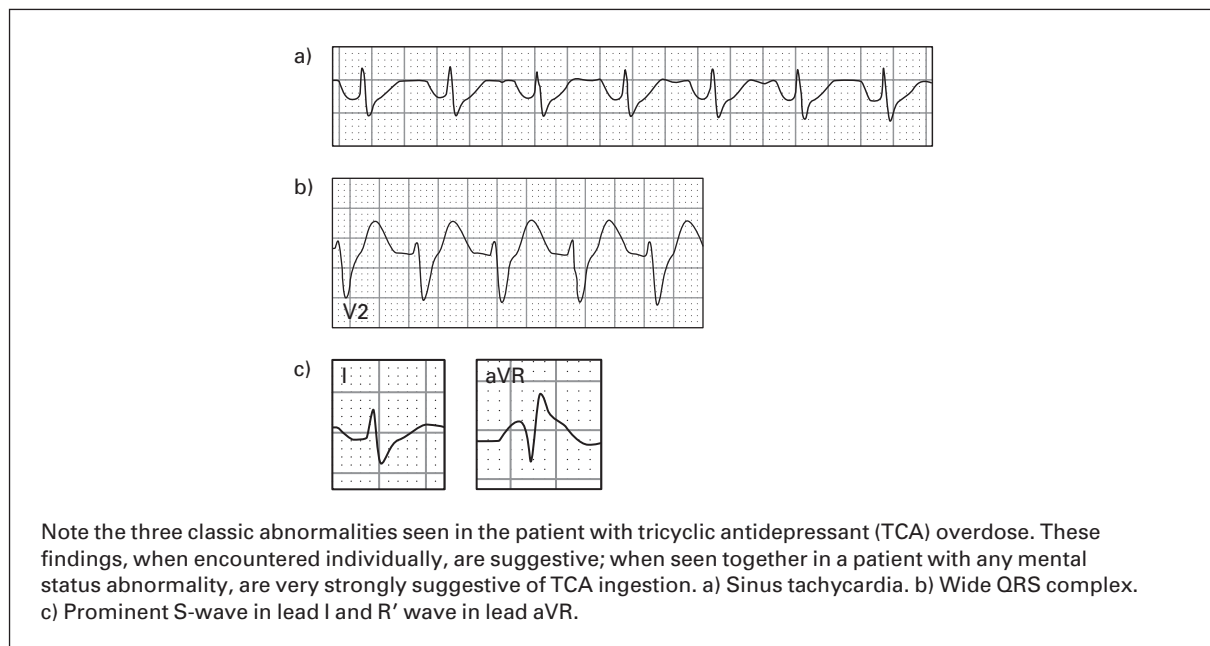 a)
b)
V2
c)
I
aVR
Note the three classic abnormalities seen in the patient with tricyclic antidepressant (TCA) overdose. These
findings, when encountered individually, are suggestive; when seen together in a patient with any mental
status abnormality, are very strongly suggestive of TCA ingestion. a) Sinus tachycardia. b) Wide QRS complex.
c) Prominent S-wave in lead I and R′ wave in lead aVR.